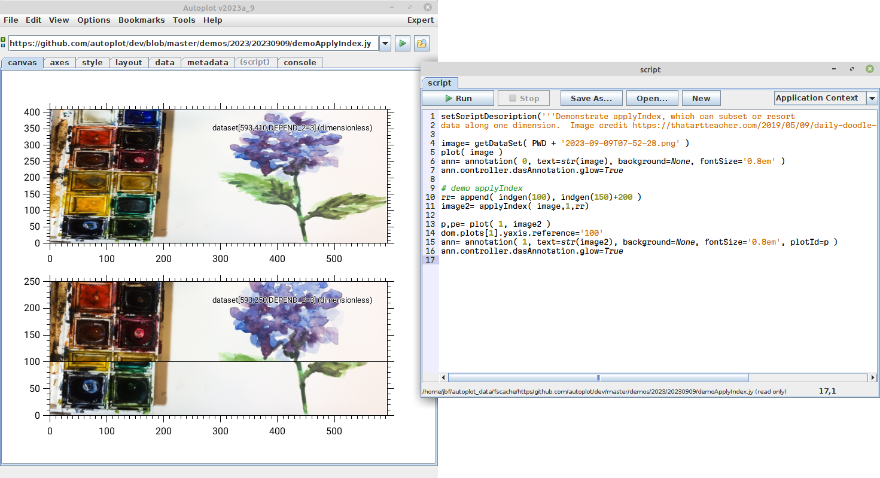 Autoplot v2023a_9
File Edit View Options Bookmarks Tools Help Expert
https://github.com/autoplot/dev/blob/master/demos/2023/20230909/demoApplyIndex.jy
canvas axes style layout data metadata (script) console
400
350
300
250
200
150
100
50
0
dataset[593,410,DEPEND_2=3] (dimensionless)
0 100 200 300 400 500
250
200
150
100
50
0
dataset[593,250,DEPEND_2=3] (dimensionless)
0 100 200 300 400 500
script
script
Run Stop Save As... Open... New Application Context
1 setScriptDescription('''Demonstrate applyIndex, which can subset or resort
2 data along one dimension. Image credit https://thatartteacher.com/2019/05/09/daily-doodle-
3
4 image= getDataSet( PWD + '2023-09-09T07-52-28.png' )
5 plot( image )
6 ann= annotation( 0, text=str(image), background=None, fontSize='0.8em' )
7 ann.controller.dasAnnotation.glow=True
8
9 # demo applyIndex
10 rr= append( indgen(100), indgen(150)+200 )
11 image2= applyIndex( image,1,rr)
12
13 p,pe= plot( 1, image2 )
14 dom.plots[1].yaxis.reference='100'
15 ann= annotation( 1, text=str(image2), background=None, fontSize='0.8em', plotId=p )
16 ann.controller.dasAnnotation.glow=True
17
/home/jbf/autoplot_data/fscache/https/github.com/autoplot/dev/master/demos/2023/20230909/demoApplyIndex.jy (read only) 17,1